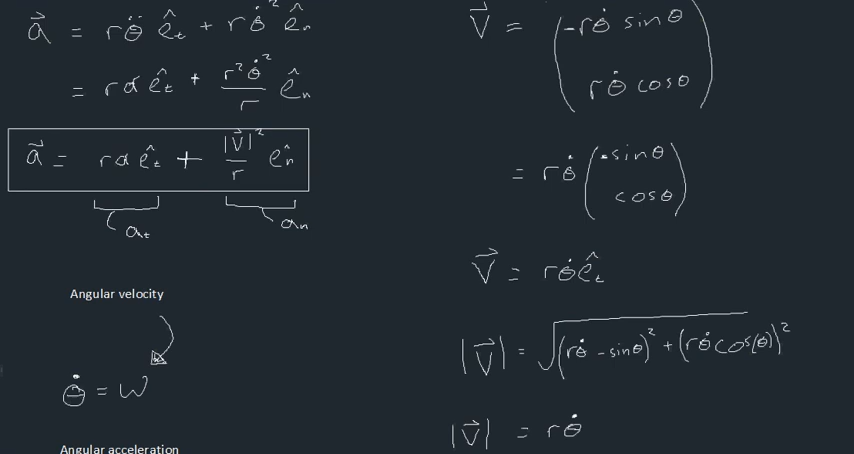 a⃗ = rθ̈ ê_t + rθ̇² ê_n
= rα ê_t + r²θ̇²/r ê_n
a⃗ = rα ê_t + |V⃗|²/r ê_n
a_t a_n
Angular velocity
θ̇ = w
Angular acceleration
V⃗ = (-rθ̇ sinθ
rθ̇ cosθ)
= rθ̇ (-sinθ
cosθ)
V⃗ = rθ̇ ê_t
|V⃗| = √((rθ̇ -sinθ)² + (rθ̇ cos(θ))²)
|V⃗| = rθ̇